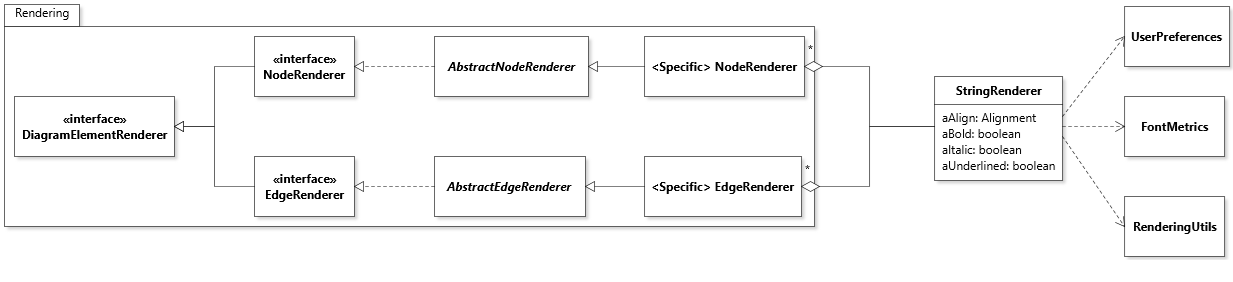 Rendering
«interface»
DiagramElementRenderer
«interface»
NodeRenderer
AbstractNodeRenderer
<Specific> NodeRenderer
*
«interface»
EdgeRenderer
AbstractEdgeRenderer
<Specific> EdgeRenderer
*
StringRenderer
aAlign: Alignment
aBold: boolean
aItalic: boolean
aUnderlined: boolean
UserPreferences
FontMetrics
RenderingUtils